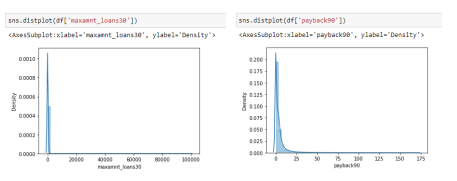 sns.distplot(df['maxamnt_loans30'])
<AxesSubplot:xlabel='maxamnt_loans30', ylabel='Density'>
0.0010
0.0008
0.0006
0.0004
0.0002
0.0000
Density
0 20000 40000 60000 80000 100000
maxamnt_loans30
sns.distplot(df['payback90'])
<AxesSubplot:xlabel='payback90', ylabel='Density'>
0.200
0.175
0.150
0.125
0.100
0.075
0.050
0.025
0.000
Density
0 25 50 75 100 125 150 175
payback90